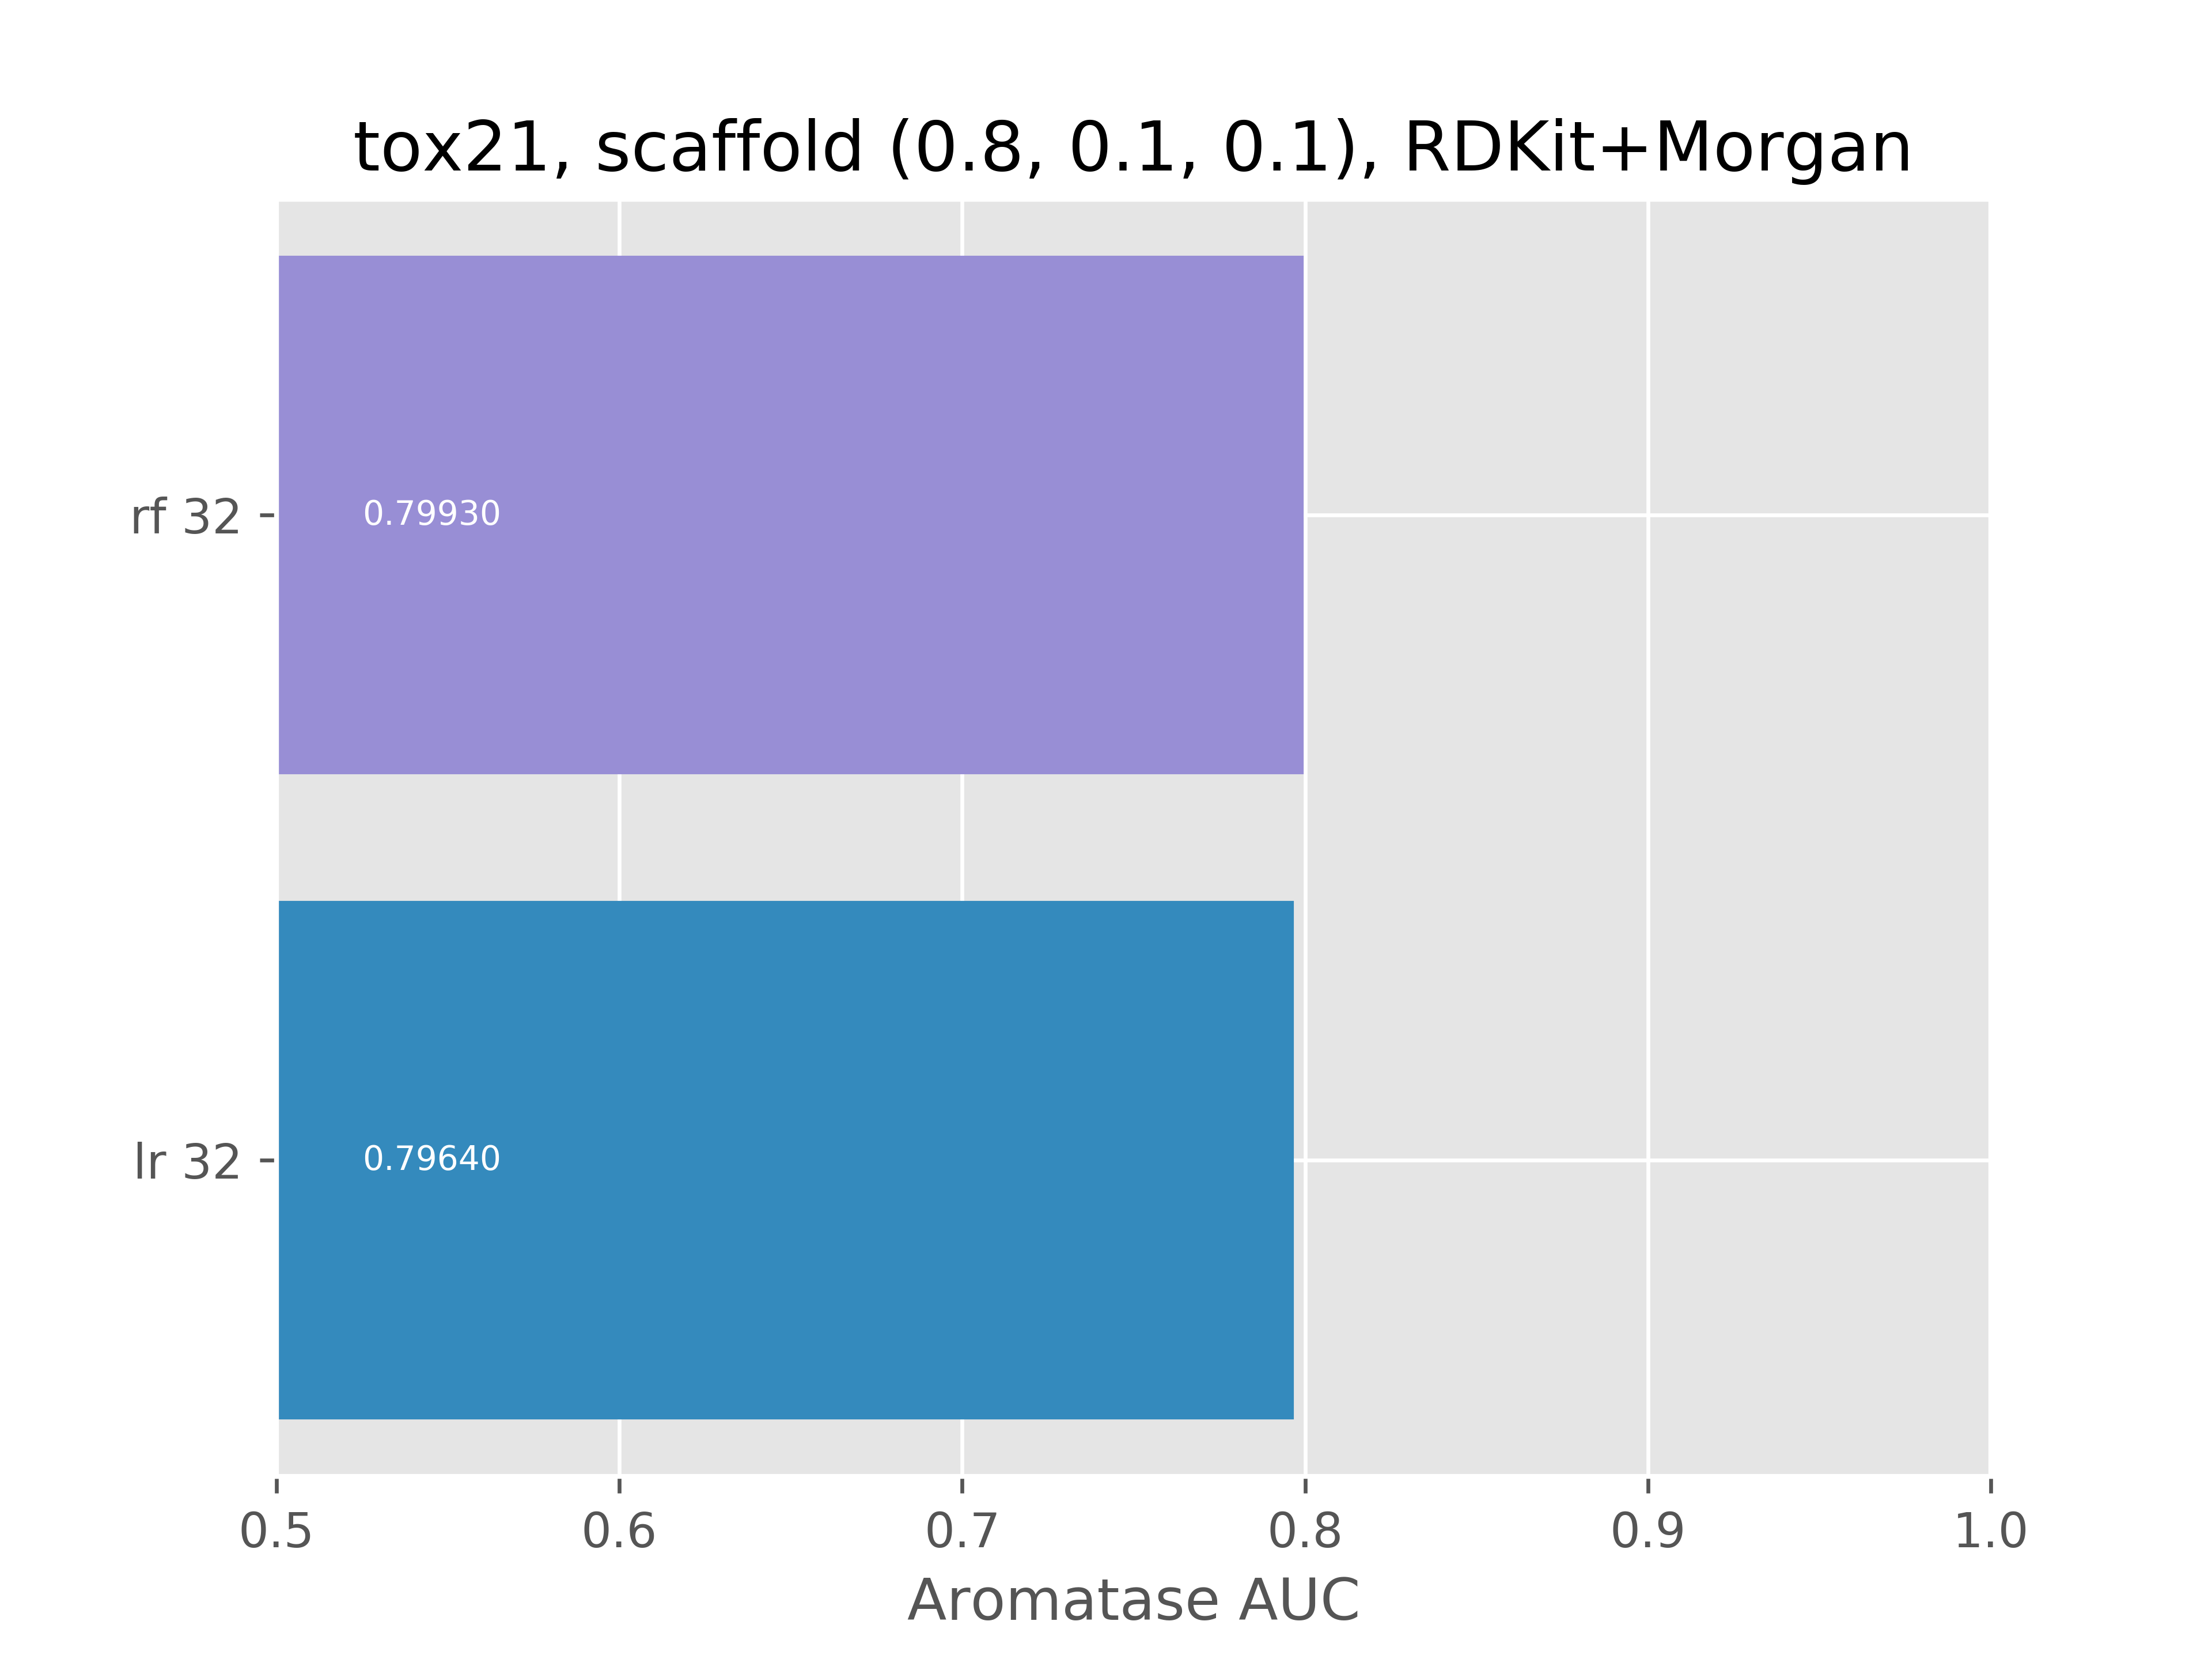 tox21, scaffold (0.8, 0.1, 0.1), RDKit+Morgan
rf 32
0.79930
lr 32
0.79640
0.5 0.6 0.7 0.8 0.9 1.0
Aromatase AUC